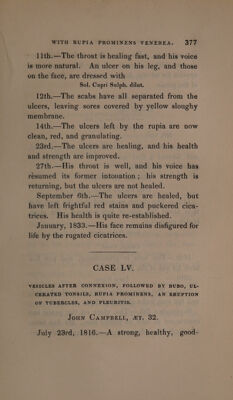 WITH RUPIA PROMINENS VENEREA. 377
11th.—The throat is healing fast, and his voice
is more natural. An ulcer on his leg, and those
on the face, are dressed with
Sol. Cupri Sulph. dilut.
12th.—The scabs have all separated from the
ulcers, leaving sores covered by yellow sloughy
membrane.
14th.—The ulcers left by the rupia are now
clean, red, and granulating.
23rd.—The ulcers are healing, and his health
and strength are improved.
27th.—His throat is well, and his voice has
resumed its former intonation; his strength is
returning, but the ulcers are not healed.
September 6th.—The ulcers are healed, but
have left frightful red stains and puckered cica-
trices. His health is quite re-established.
January, 1833.—His face remains disfigured for
life by the rugated cicatrices.
CASE LV.
VESICLES AFTER CONNEXION, FOLLOWED BY BUBO, UL-
CERATED TONSILS, RUPIA PROMINENS, AN ERUPTION
OF TUBERCLES, AND PLEURITIS.
JOHN CAMPBELL, ÆT. 32.
July 23rd, 1816.—A strong, healthy, good-